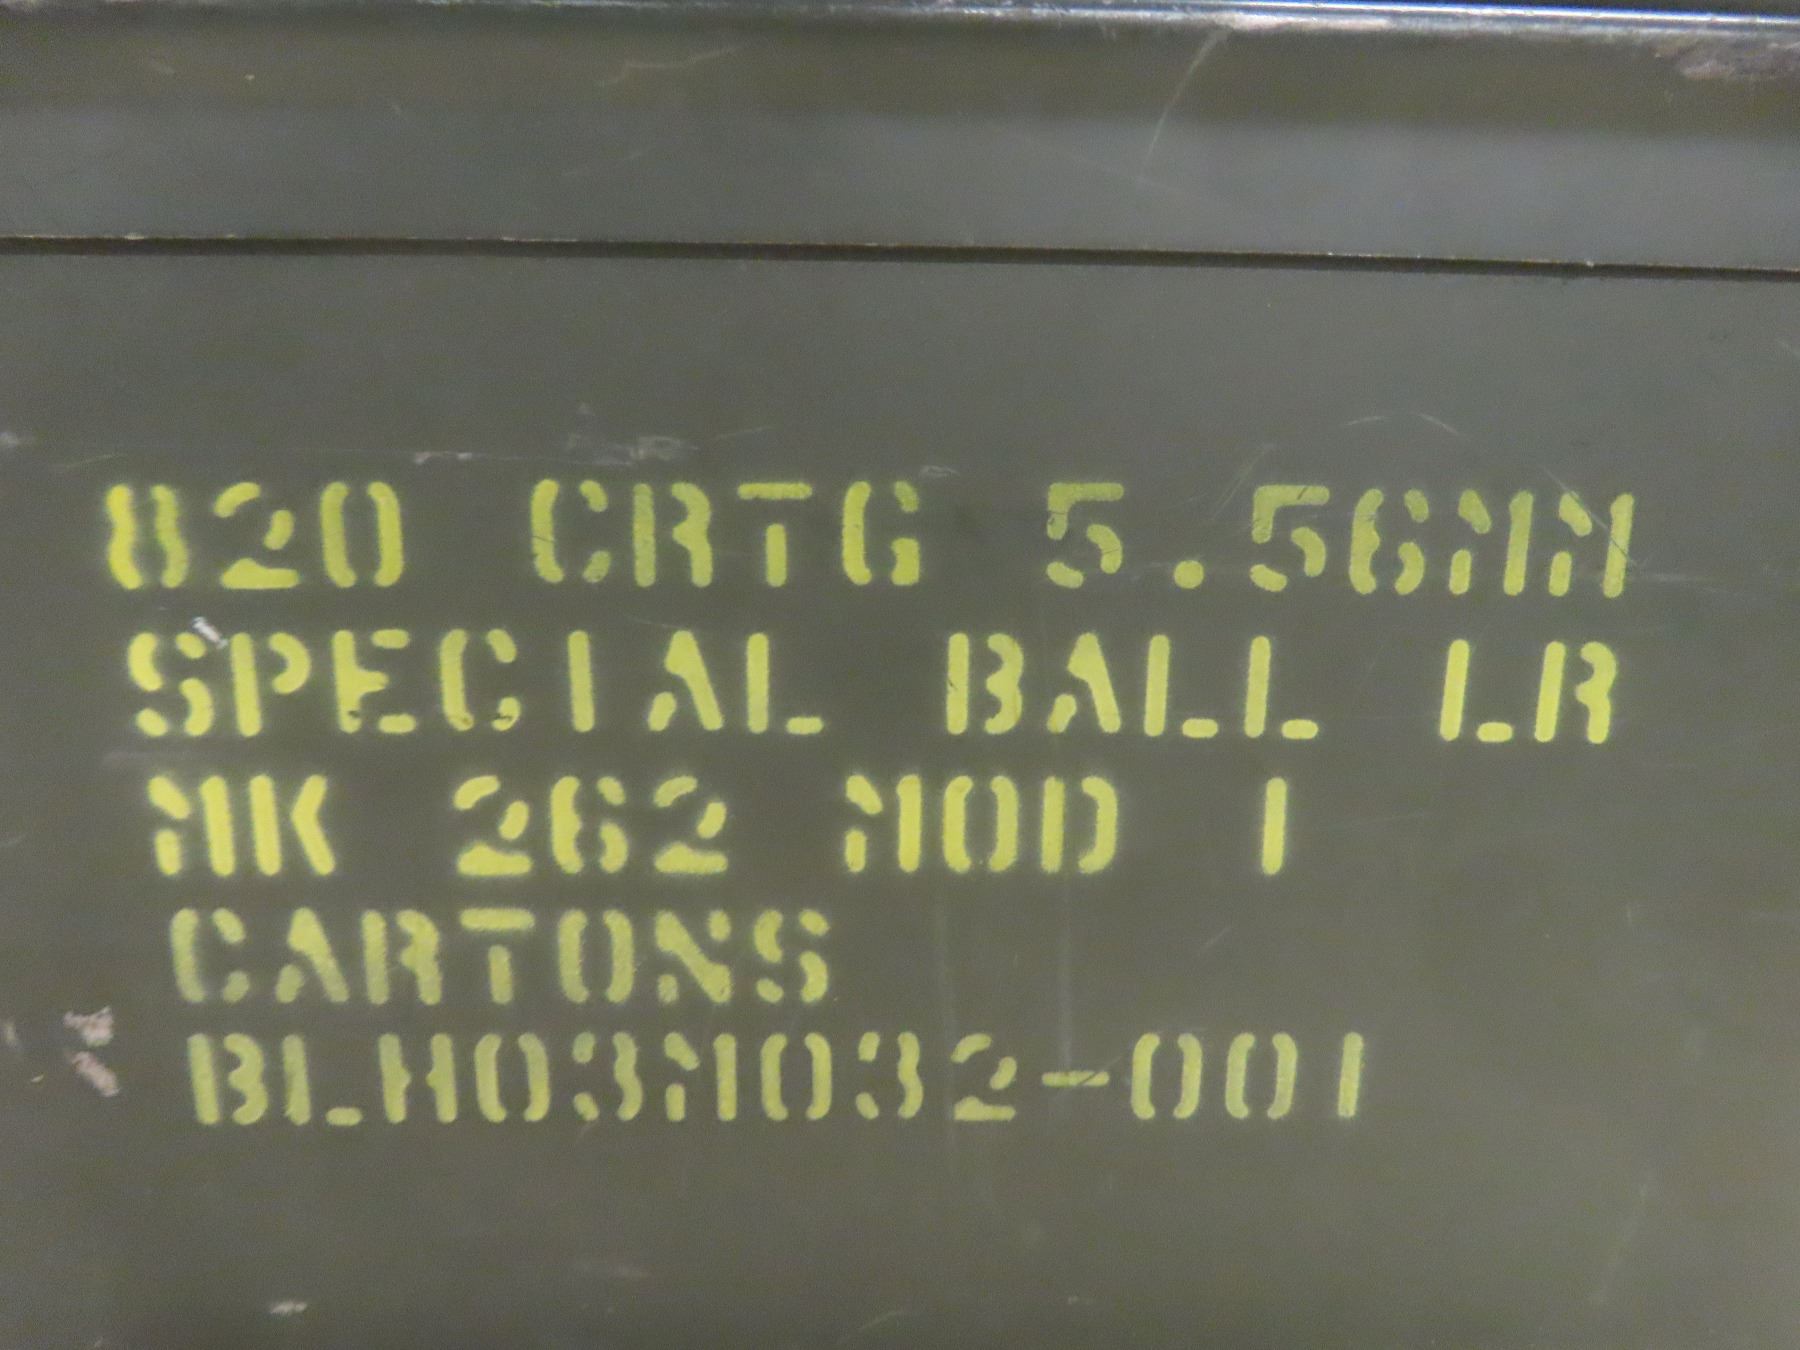 820 CRTG 5.56MM
SPECIAL BALL LR
MK 262 MOD 1
CARTONS
BLH03M032-001